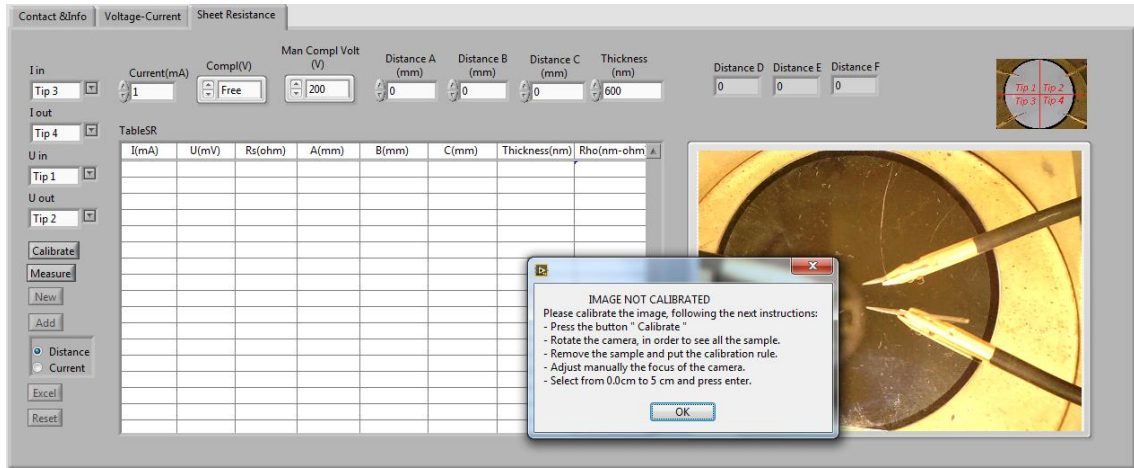 Contact &Info Voltage-Current Sheet Resistance
I in
Tip 3
I out
Tip 4
U in
Tip 1
U out
Tip 2
Calibrate
Measure
New
Add
Distance
Current
Excel
Reset
Current(mA)
1
Compl(V)
Free
Man Compl Volt
(V)
200
Distance A
(mm)
0
Distance B
(mm)
0
Distance C
(mm)
0
Thickness
(nm)
600
Distance D Distance E Distance F
0 0 0
Tip 1 Tip 2
Tip 3 Tip 4
TableSR
I(mA) U(mV) Rs(ohm) A(mm) B(mm) C(mm) Thickness(nm) Rho(nm-ohm
IMAGE NOT CALIBRATED
Please calibrate the image, following the next instructions:
- Press the button " Calibrate "
- Rotate the camera, in order to see all the sample.
- Remove the sample and put the calibration rule.
- Adjust manually the focus of the camera.
- Select from 0.0cm to 5 cm and press enter.
OK